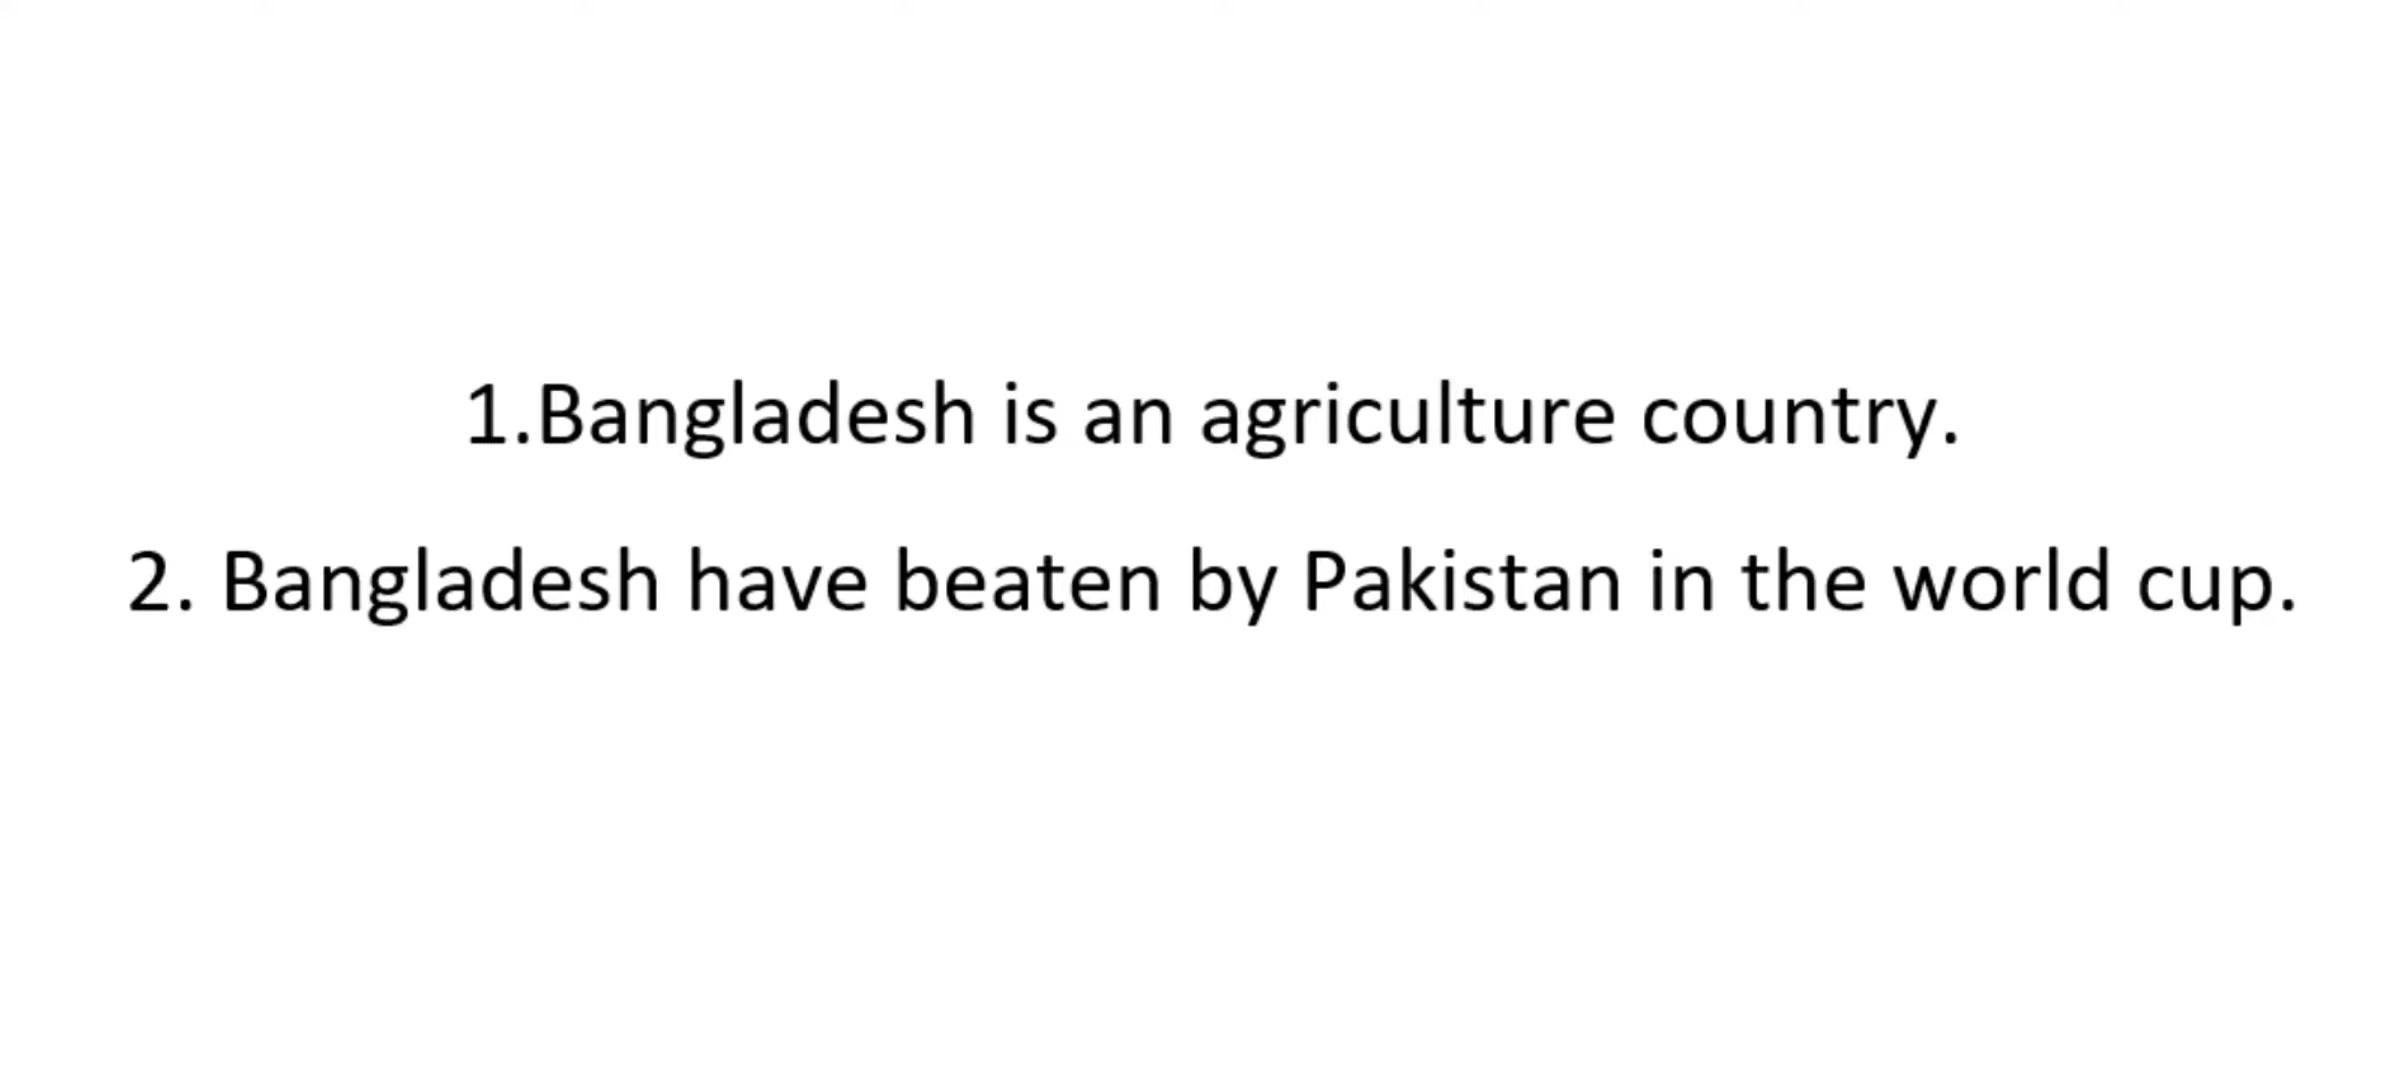 1.Bangladesh is an agriculture country.
2. Bangladesh have beaten by Pakistan in the world cup.